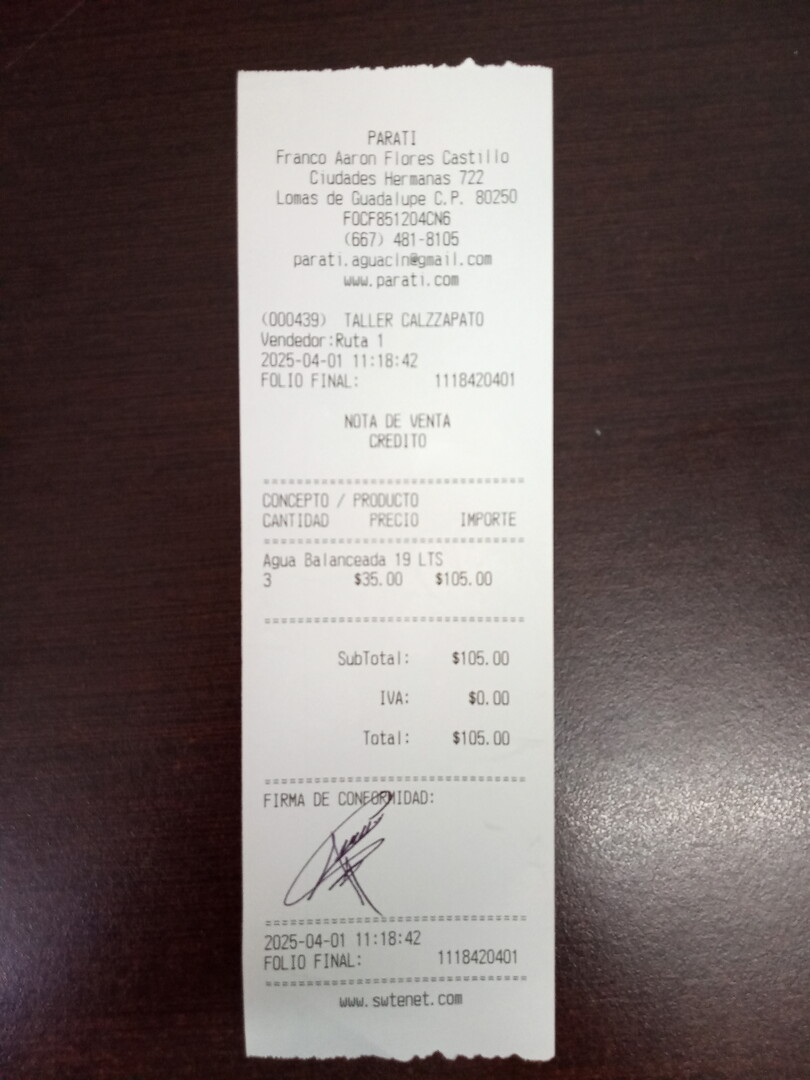 PARATI
Franco Aaron Flores Castillo
Ciudades Hermanas 722
Lomas de Guadalupe C.P. 80250
FOCF851204CN6
(667) 481-8105
parati.aguacln@gmail.com
www.parati.com
(000439) TALLER CALZZAPATO
Vendedor:Ruta 1
2025-04-01 11:18:42
FOLIO FINAL: 1118420401
NOTA DE VENTA
CREDITO
CONCEPTO / PRODUCTO
CANTIDAD PRECIO IMPORTE
Agua Balanceada 19 LTS
3 $35.00 $105.00
SubTotal: $105.00
IVA: $0.00
Total: $105.00
FIRMA DE CONFORMIDAD:
2025-04-01 11:18:42
FOLIO FINAL: 1118420401
www.swtenet.com